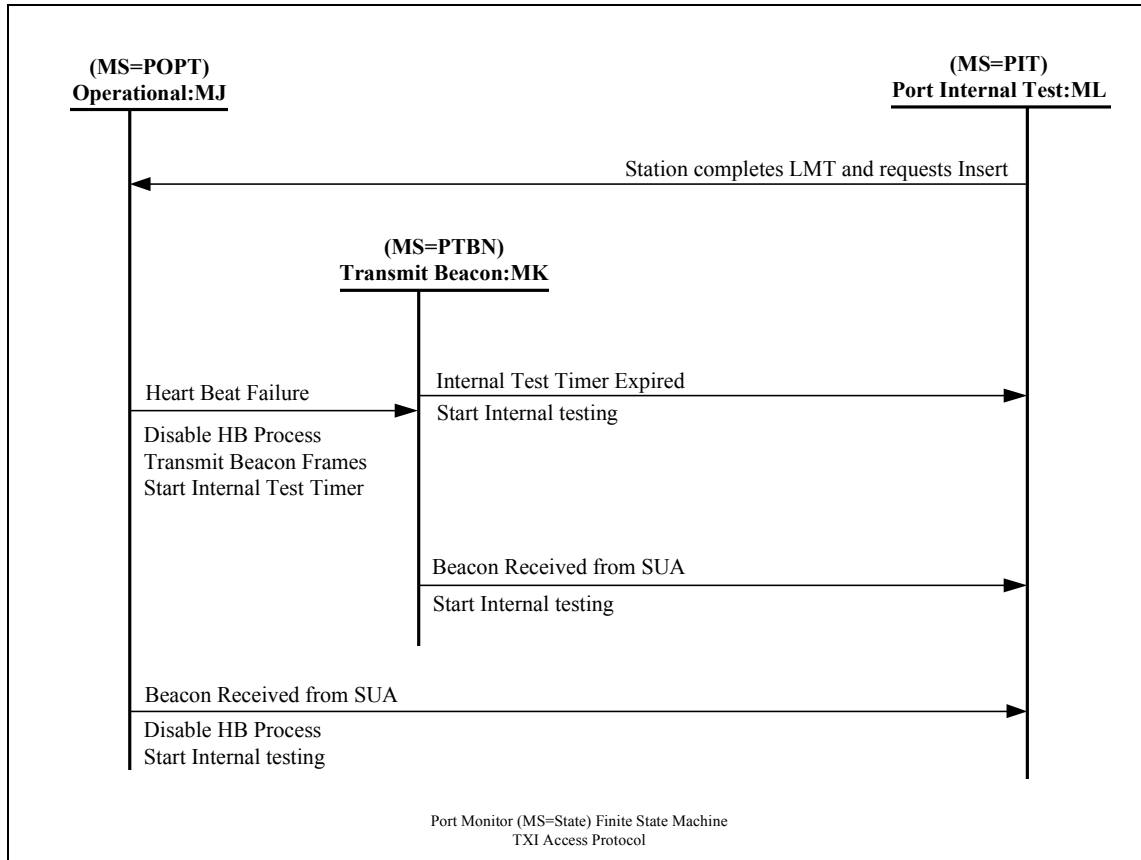 (MS=POPT)
Operational:MJ
(MS=PIT)
Port Internal Test:ML
Station completes LMT and requests Insert
(MS=PTBN)
Transmit Beacon:MK
Heart Beat Failure
Disable HB Process
Transmit Beacon Frames
Start Internal Test Timer
Internal Test Timer Expired
Start Internal testing
Beacon Received from SUA
Start Internal testing
Beacon Received from SUA
Disable HB Process
Start Internal testing
Port Monitor (MS=State) Finite State Machine
TXI Access Protocol